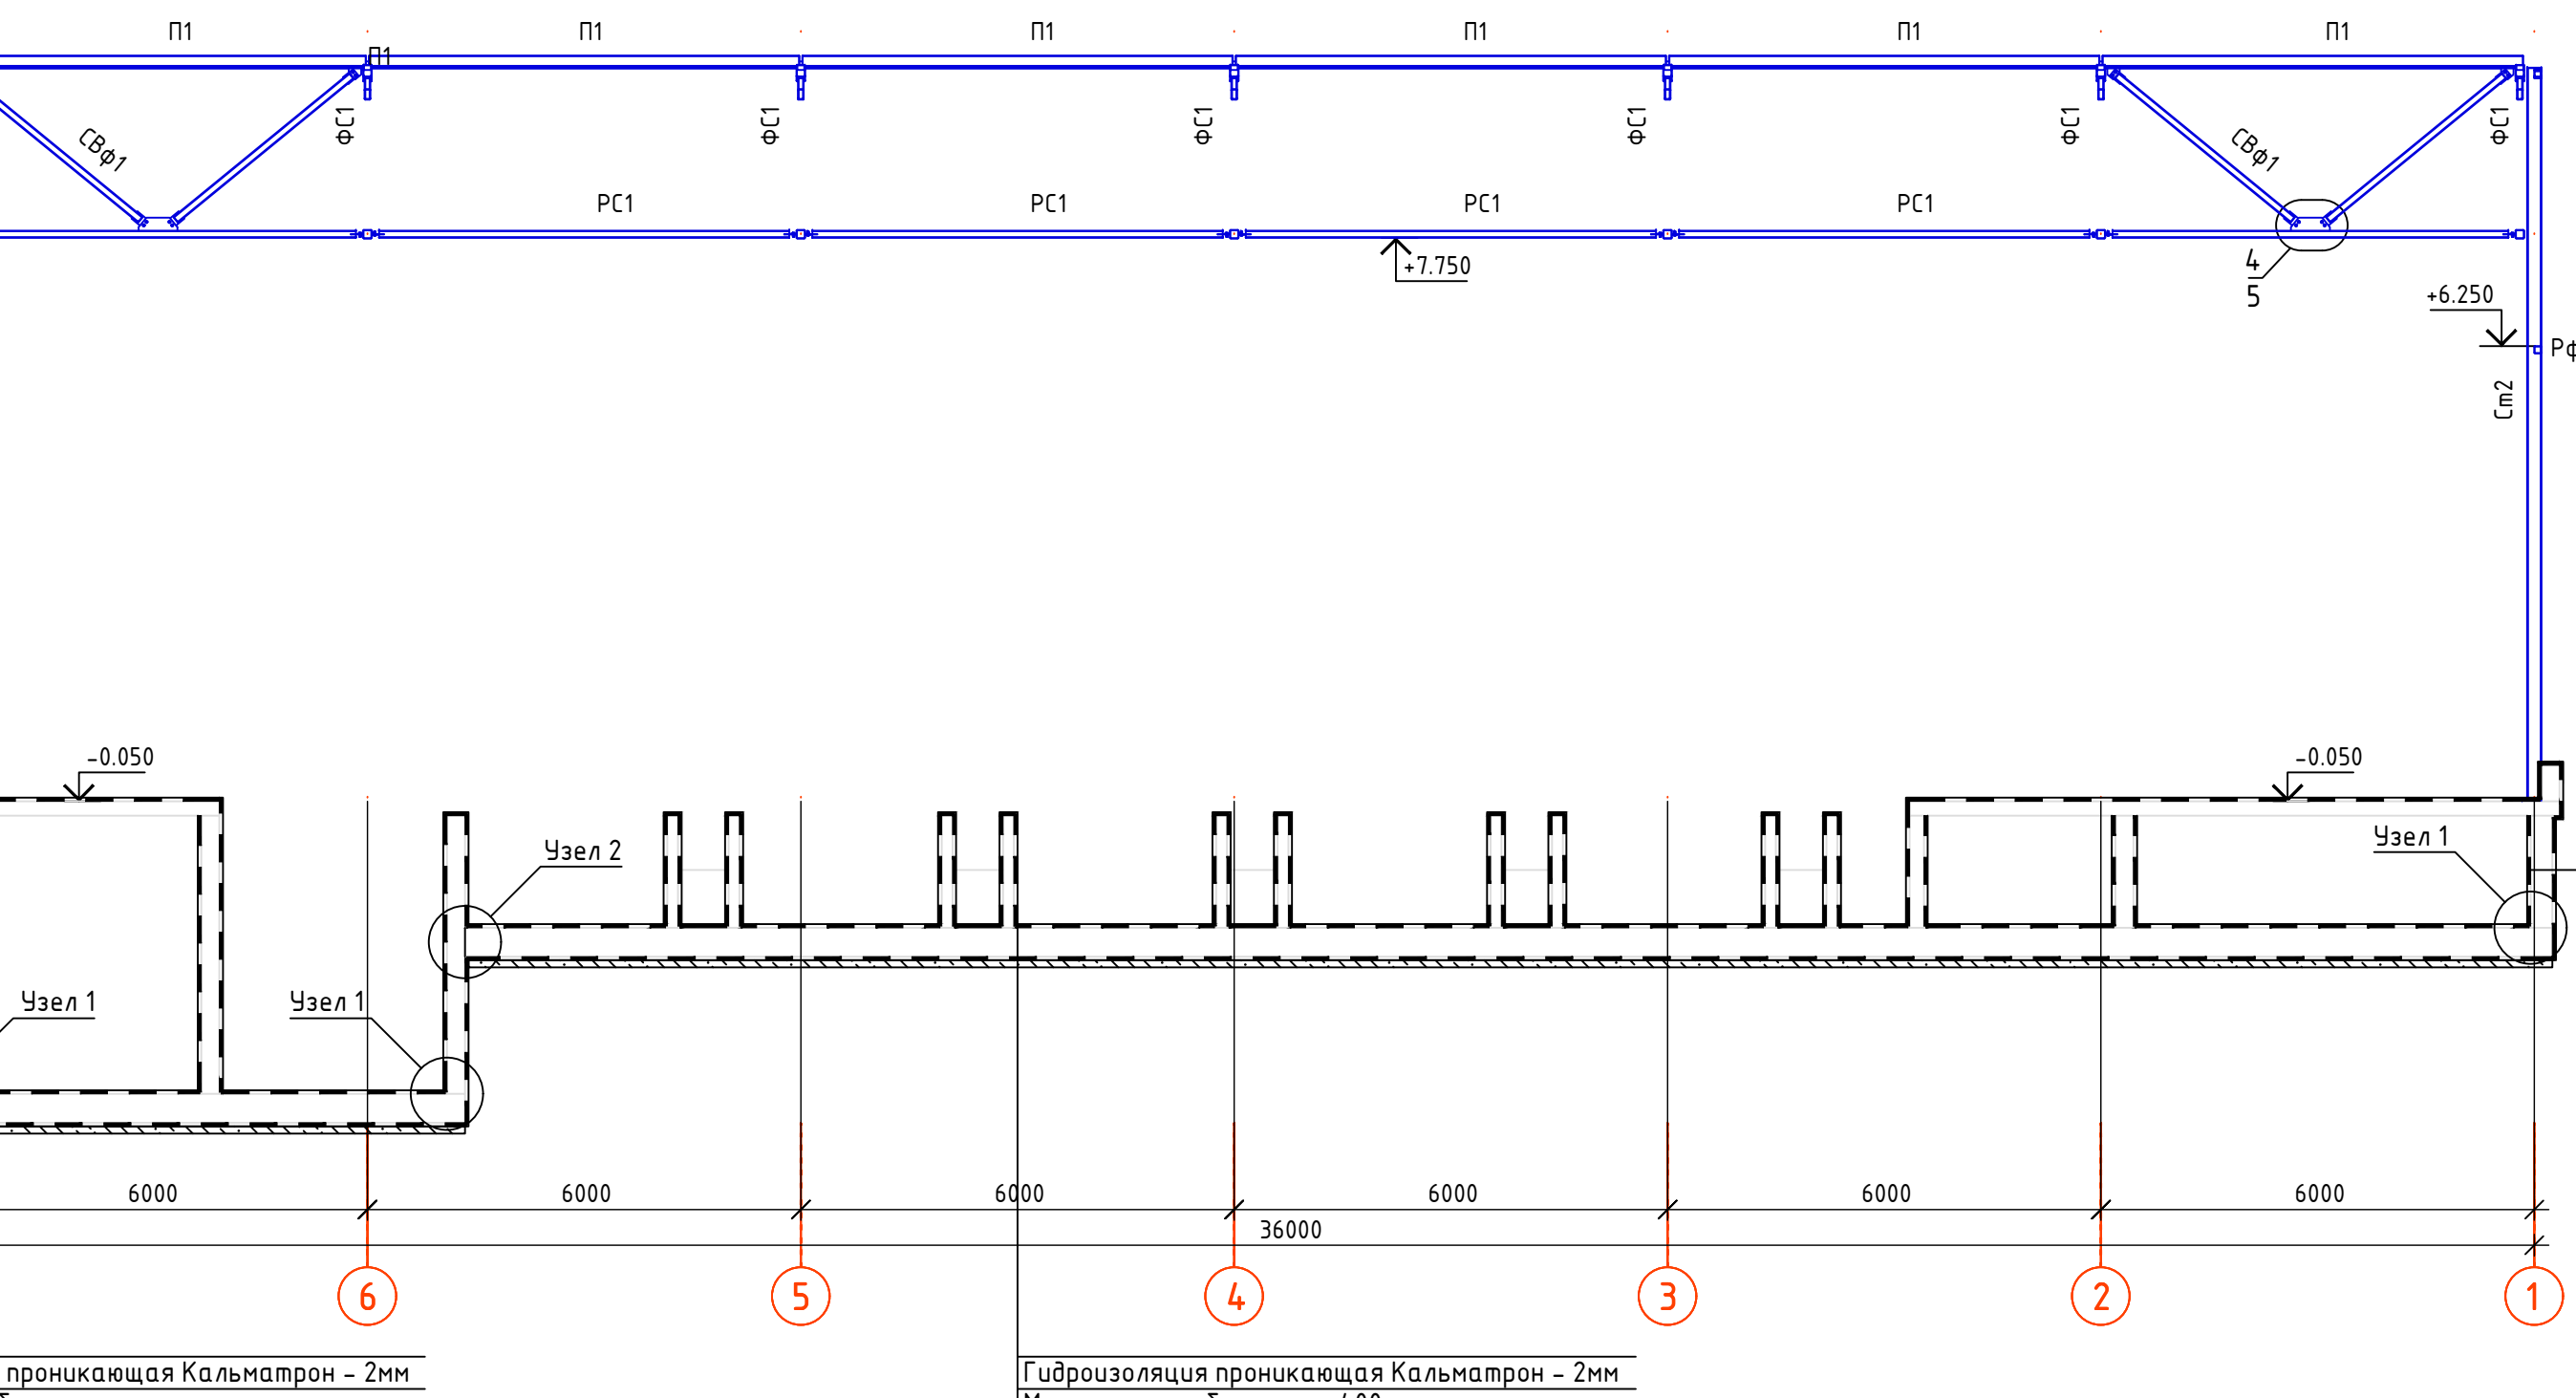 П1 П1 П1 П1 П1 П1
П1
ФС1 ФС1 ФС1 ФС1 ФС1 ФС1
СВф1 СВф1
РС1 РС1 РС1 РС1
+7.750
4
5
+6.250
Рф
Ст2
-0.050 -0.050
Узел 2
Узел 1
Узел 1 Узел 1
6000 6000 6000 6000 6000 6000
36000
6 5 4 3 2 1
проникающая Кальматрон - 2мм
Гидроизоляция проникающая Кальматрон - 2мм